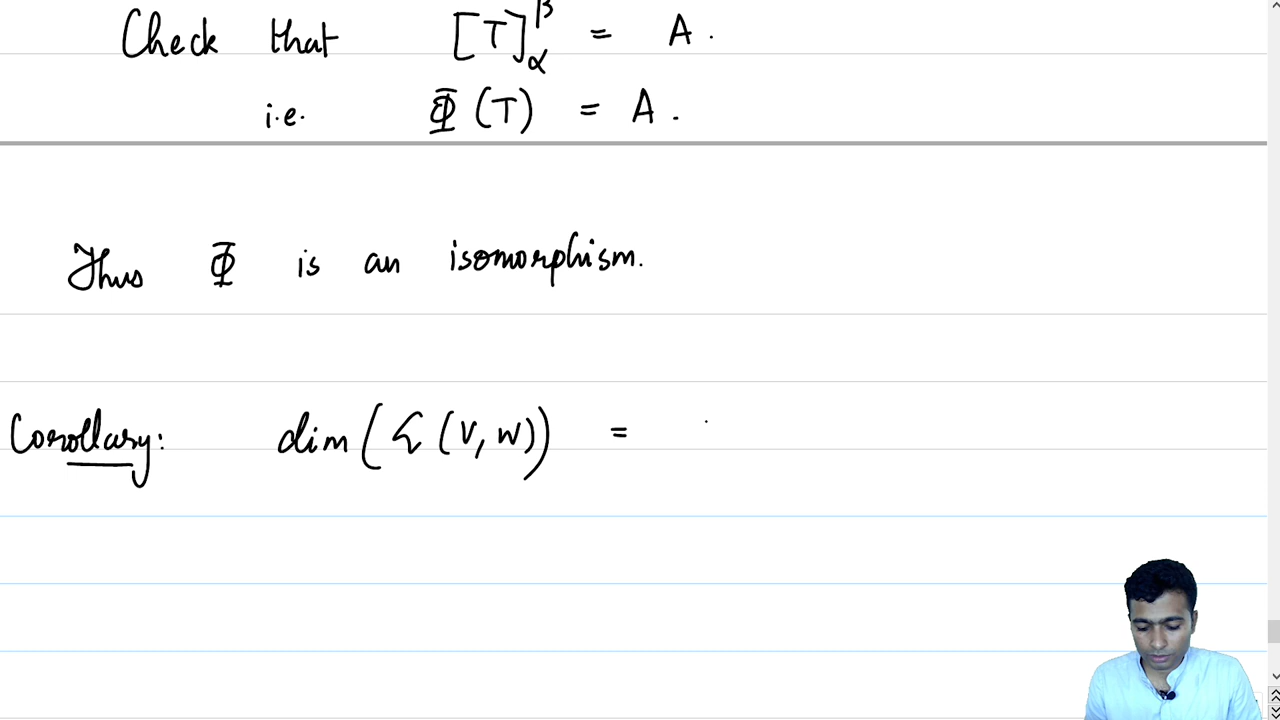 Check that [T]_α^β = A.
i.e. Φ(T) = A.
Thus Φ is an isomorphism.
Corollary: dim(ℒ(V, W)) =